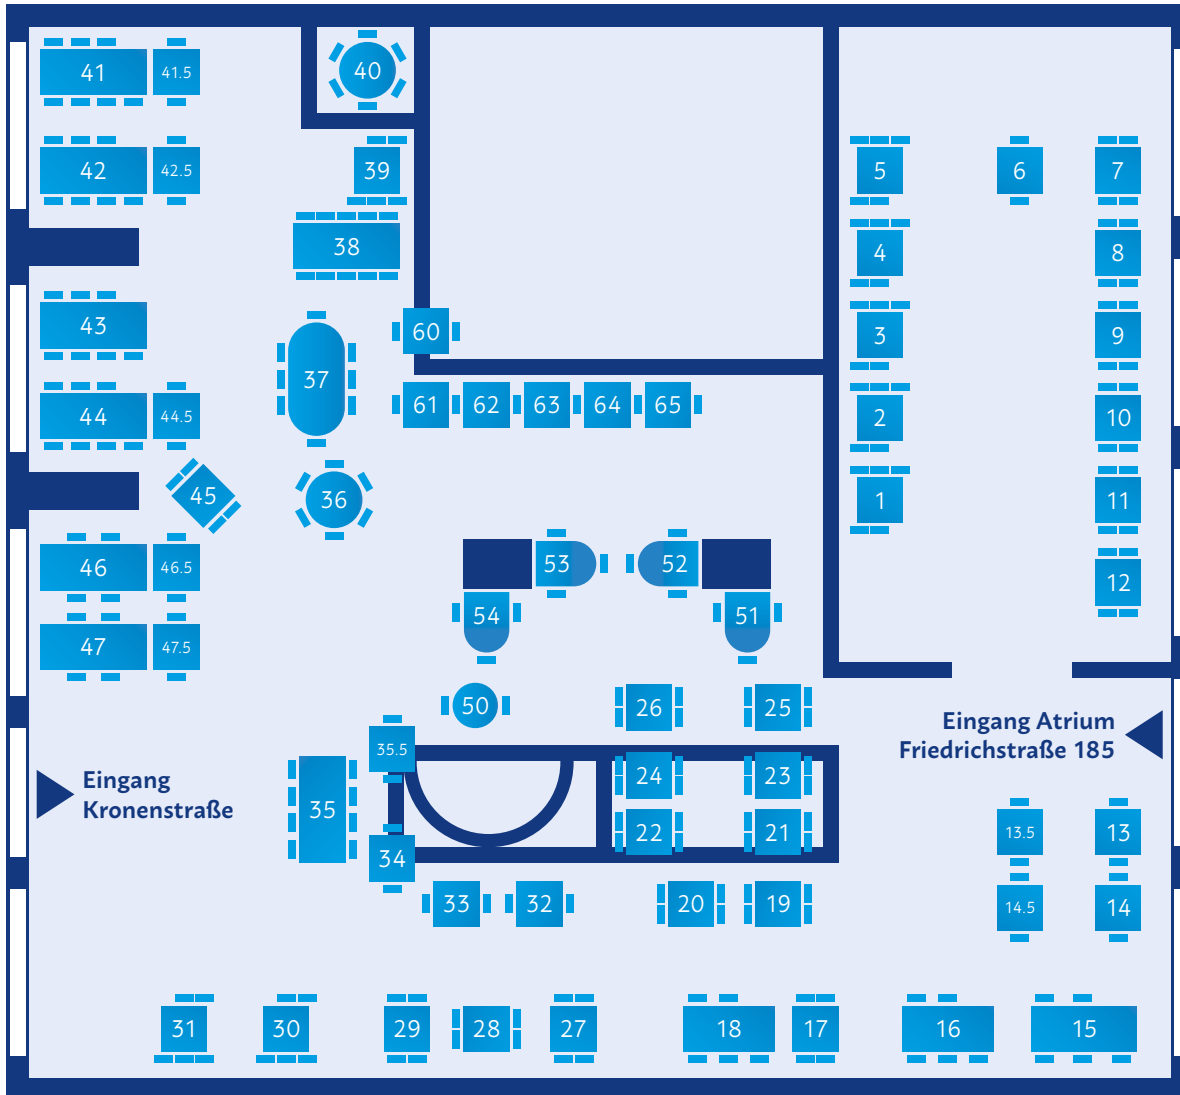 40
41 41.5
42 42.5 39 5 6 7
38 4 8
43 60 3 9
37
44 44.5 61 62 63 64 65 2 10
45 36 1 11
46 46.5 53 52 12
54 51
47 47.5
50 26 25
Eingang Atrium
Friedrichstraße 185
35.5
24 23
Eingang
Kronenstraße
35
22 21 13.5 13
34
33 32 20 19 14.5 14
31 30 29 28 27 18 17 16 15